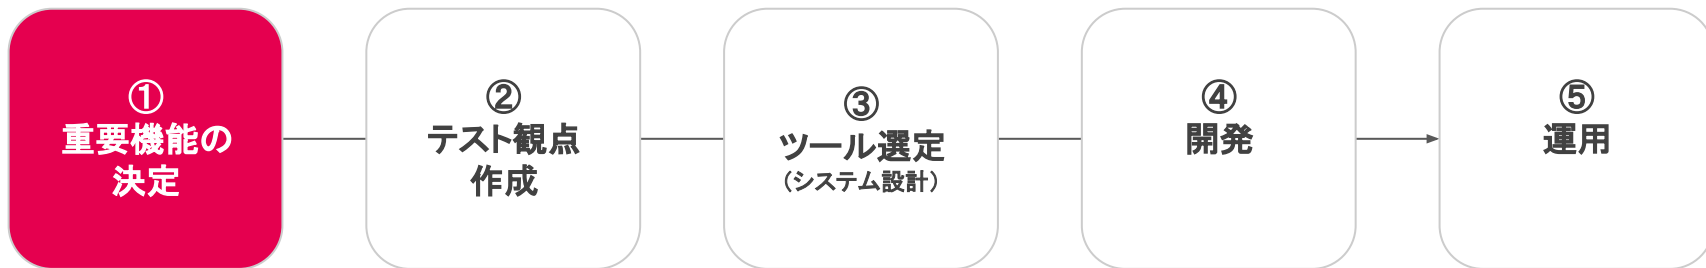 ①
重要機能の
決定
②
テスト観点
作成
③
ツール選定
（システム設計）
④
開発
⑤
運用